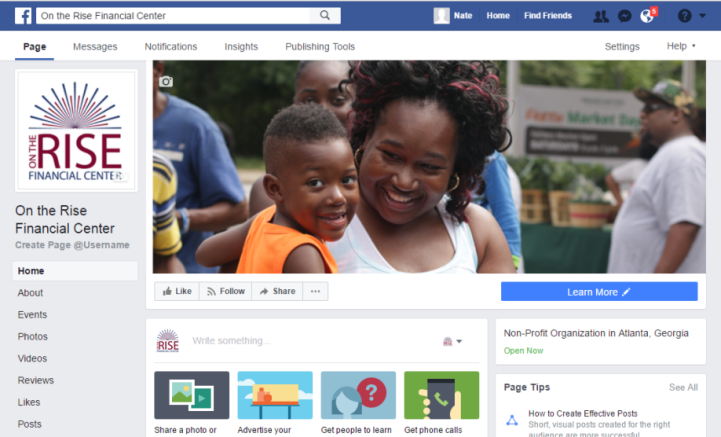 On the Rise Financial Center
Nate Home Find Friends 5
Page Messages Notifications Insights Publishing Tools Settings Help
ON THE
RISE
FINANCIAL CENTER
Market Day
On the Rise
Financial Center
Create Page @Username
Home
About
Events
Photos
Videos
Reviews
Likes
Posts
Like Follow Share
Learn More
Write something...
Share a photo or
Advertise your
Get people to learn
Get phone calls
Non-Profit Organization in Atlanta, Georgia
Open Now
Page Tips See All
How to Create Effective Posts
Short, visual posts created for the right
audience are more successful.